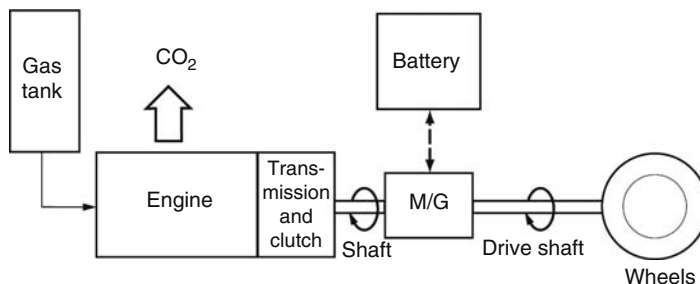 Gas
tank
CO₂
Battery
Engine
Trans-
mission
and
clutch
M/G
Shaft
Drive shaft
Wheels